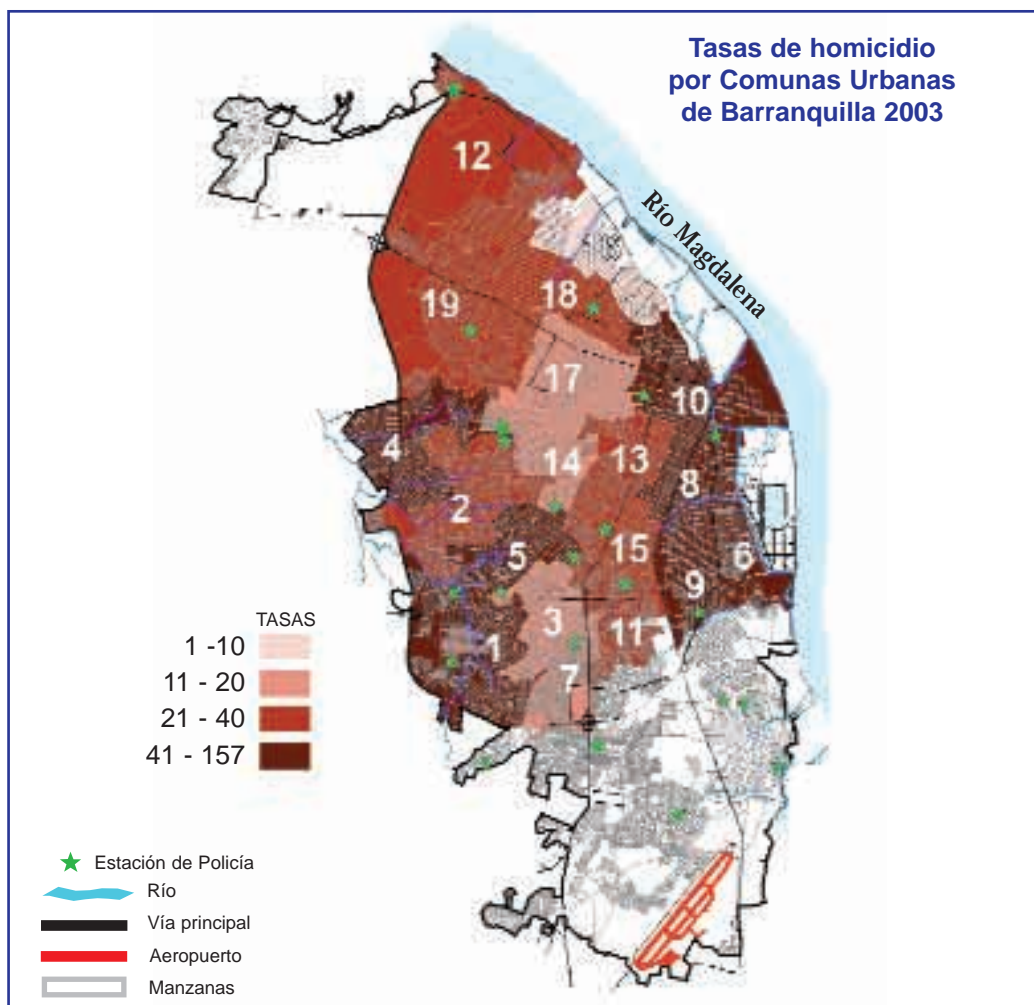 Tasas de homicidio
por Comunas Urbanas
de Barranquilla 2003
Río Magdalena
12
18
19
17
10
4
14
13
8
2
5
15
6
9
3
11
1
7
TASAS
1 -10
11 - 20
21 - 40
41 - 157
Estación de Policía
Río
Vía principal
Aeropuerto
Manzanas